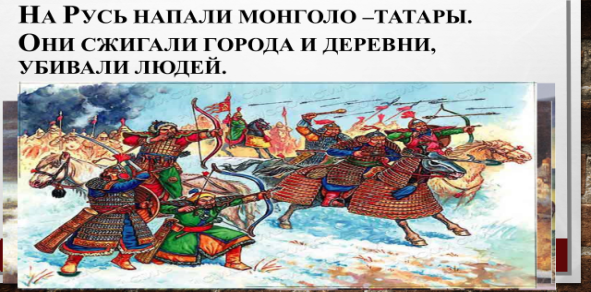 На Русь напали монголо –татары.
Они сжигали города и деревни,
убивали людей.